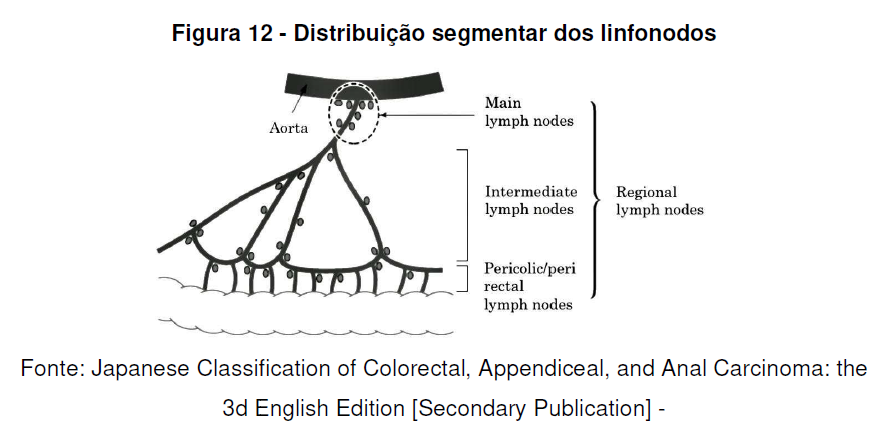 Figura 12 - Distribuição segmentar dos linfonodos
Aorta
Main
lymph nodes
Intermediate
lymph nodes
Regional
lymph nodes
Pericolic/peri
rectal
lymph nodes
Fonte: Japanese Classification of Colorectal, Appendiceal, and Anal Carcinoma: the
3d English Edition [Secondary Publication] -